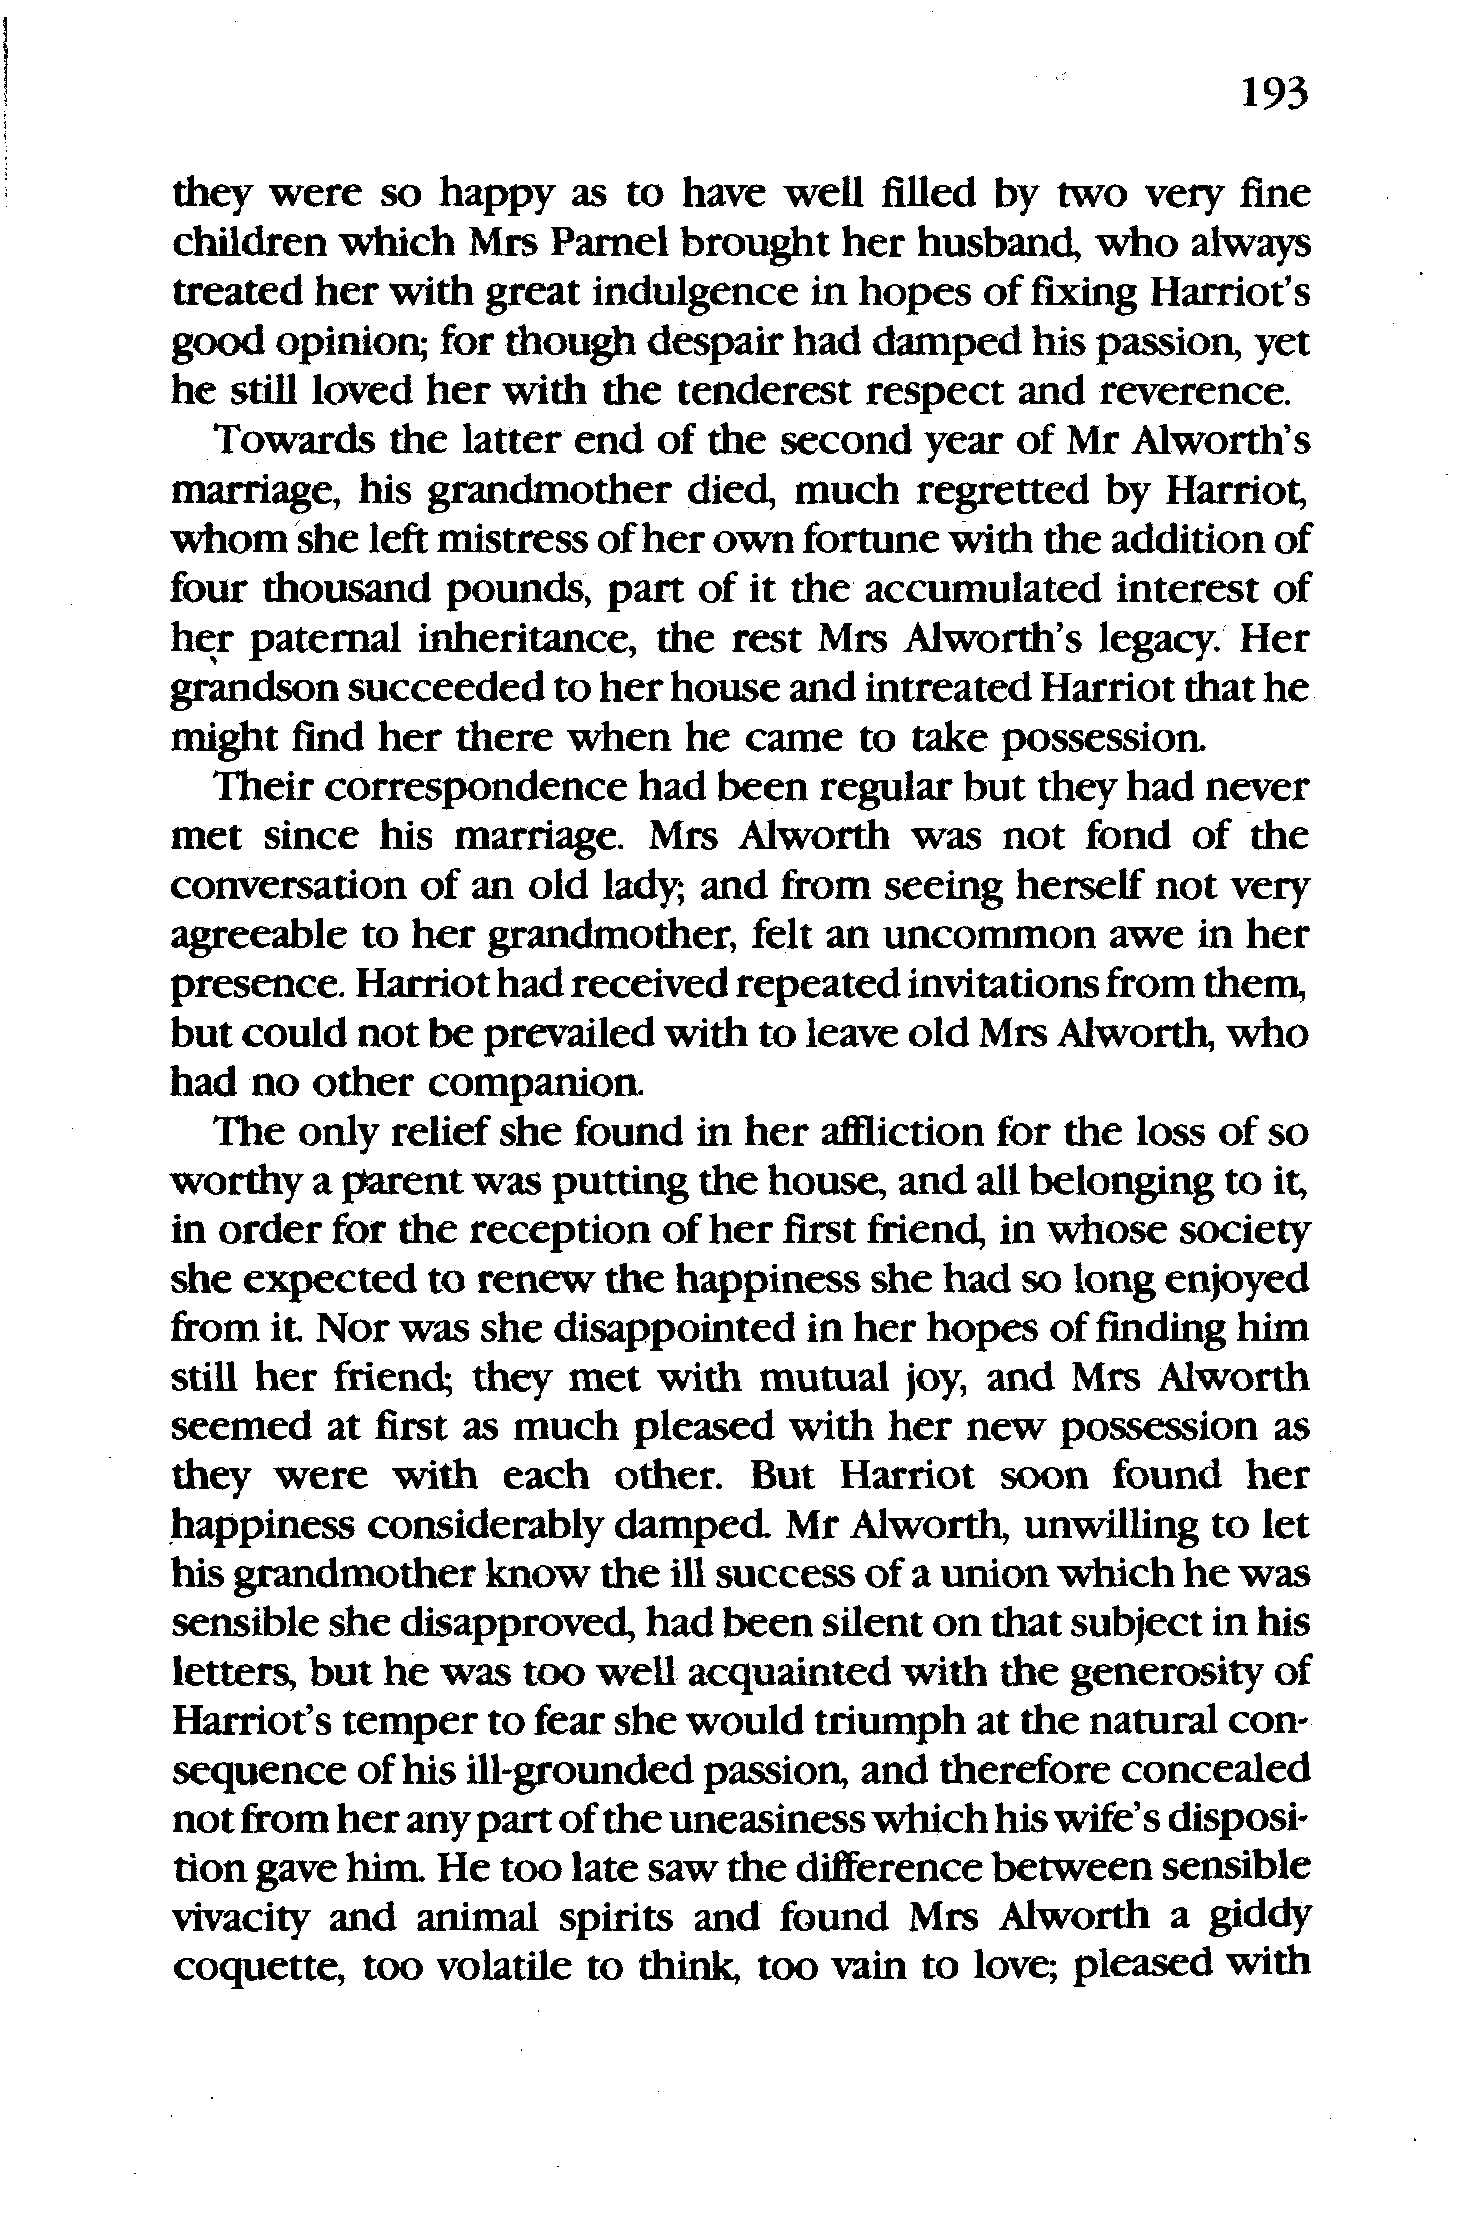 193
they were so happy as to have well filled by two very fine
children which Mrs Parnel brought her husband, who always
treated her with great indulgence in hopes of fixing Harriot's
good opinion; for though despair had damped his passion, yet
he still loved her with the tenderest respect and reverence.
Towards the latter end of the second year of Mr Alworth's
marriage, his grandmother died, much regretted by Harriot,
whom she left mistress of her own fortune with the addition of
four thousand pounds, part of it the accumulated interest of
her paternal inheritance, the rest Mrs Alworth's legacy. Her
grandson succeeded to her house and intreated Harriot that he
might find her there when he came to take possession.
Their correspondence had been regular but they had never
met since his marriage. Mrs Alworth was not fond of the
conversation of an old lady; and from seeing herself not very
agreeable to her grandmother, felt an uncommon awe in her
presence. Harriot had received repeated invitations from them,
but could not be prevailed with to leave old Mrs Alworth, who
had no other companion.
The only relief she found in her affliction for the loss of so
worthy a parent was putting the house, and all belonging to it,
in order for the reception of her first friend, in whose society
she expected to renew the happiness she had so long enjoyed
from it. Nor was she disappointed in her hopes of finding him
still her friend; they met with mutual joy, and Mrs Alworth
seemed at first as much pleased with her new possession as
they were with each other. But Harriot soon found her
happiness considerably damped. Mr Alworth, unwilling to let
his grandmother know the ill success of a union which he was
sensible she disapproved, had been silent on that subject in his
letters, but he was too well acquainted with the generosity of
Harriot's temper to fear she would triumph at the natural con-
sequence of his ill-grounded passion, and therefore concealed
not from her any part of the uneasiness which his wife's disposi-
tion gave him. He too late saw the difference between sensible
vivacity and animal spirits and found Mrs Alworth a giddy
coquette, too volatile to think, too vain to love; pleased with